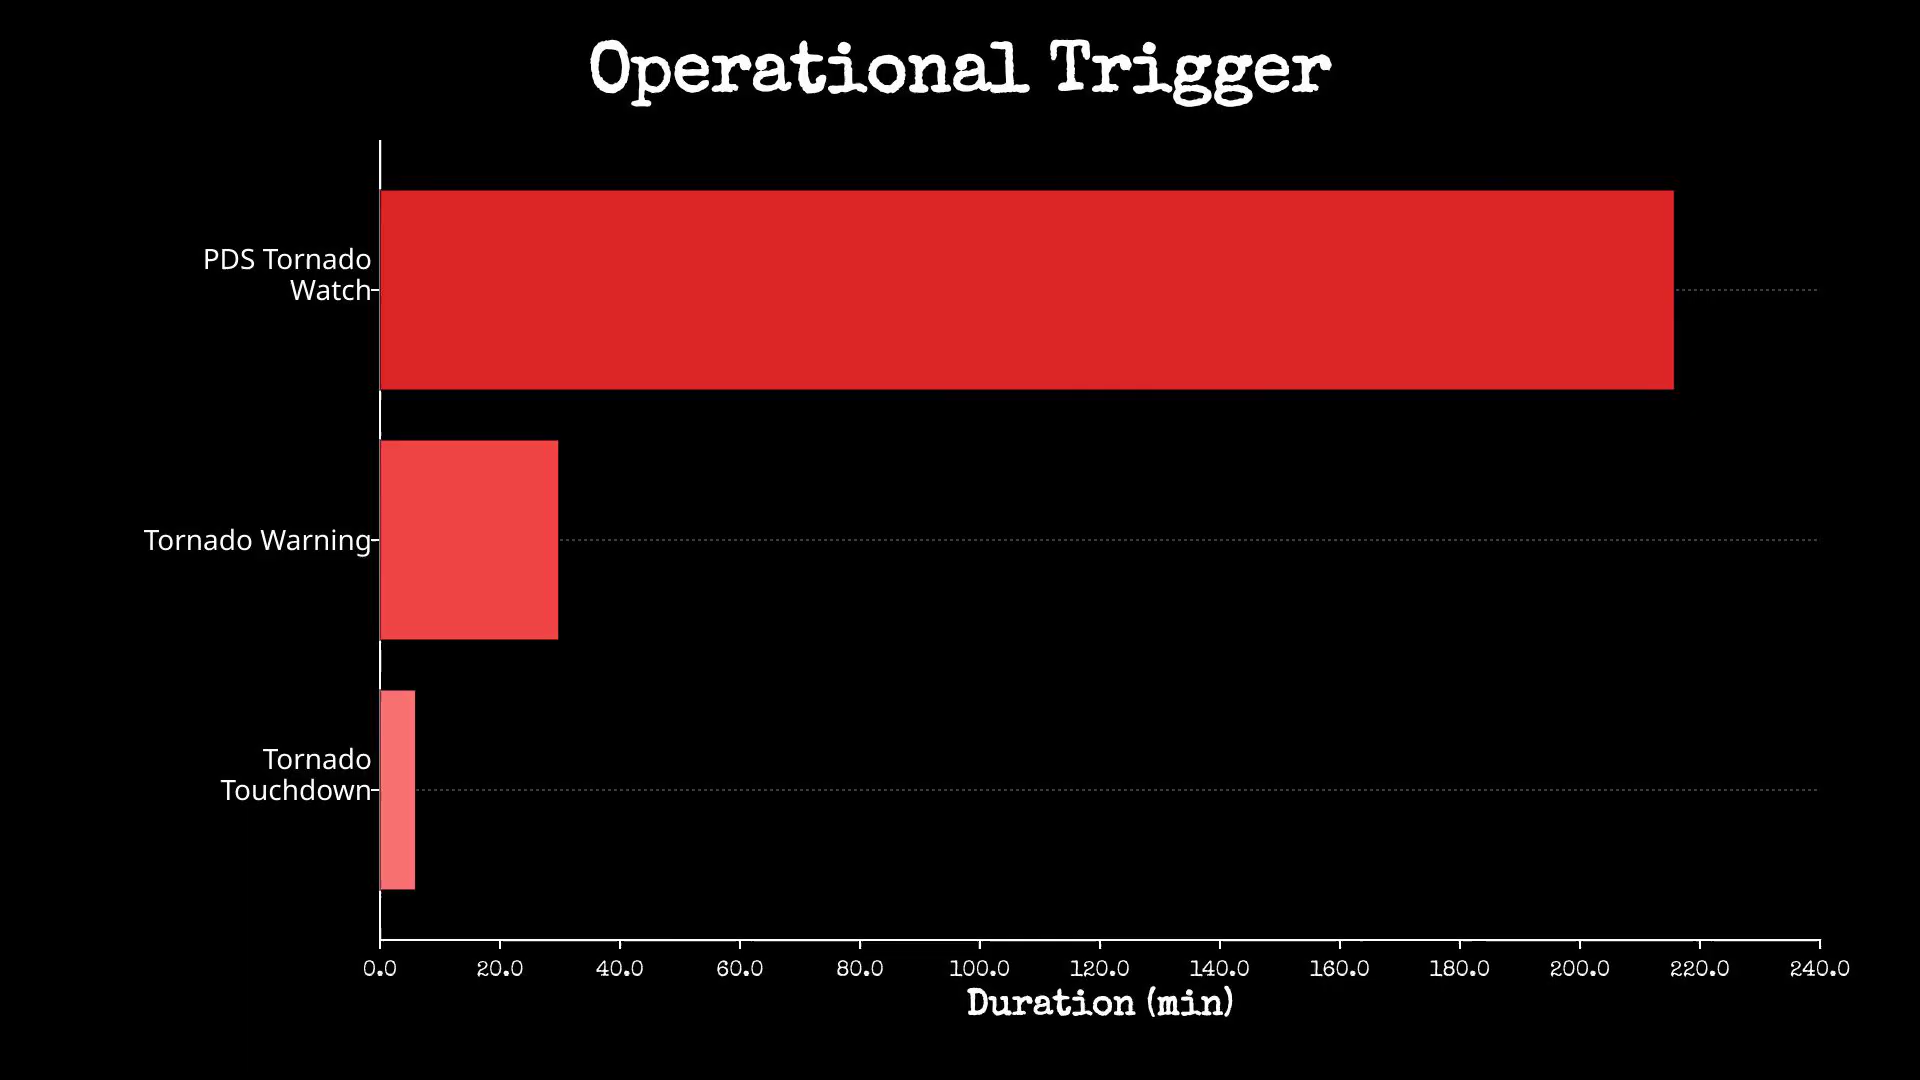 Operational Trigger
PDS Tornado
Watch
Tornado Warning
Tornado
Touchdown
0.0 20.0 40.0 60.0 80.0 100.0 120.0 140.0 160.0 180.0 200.0 220.0 240.0
Duration (min)